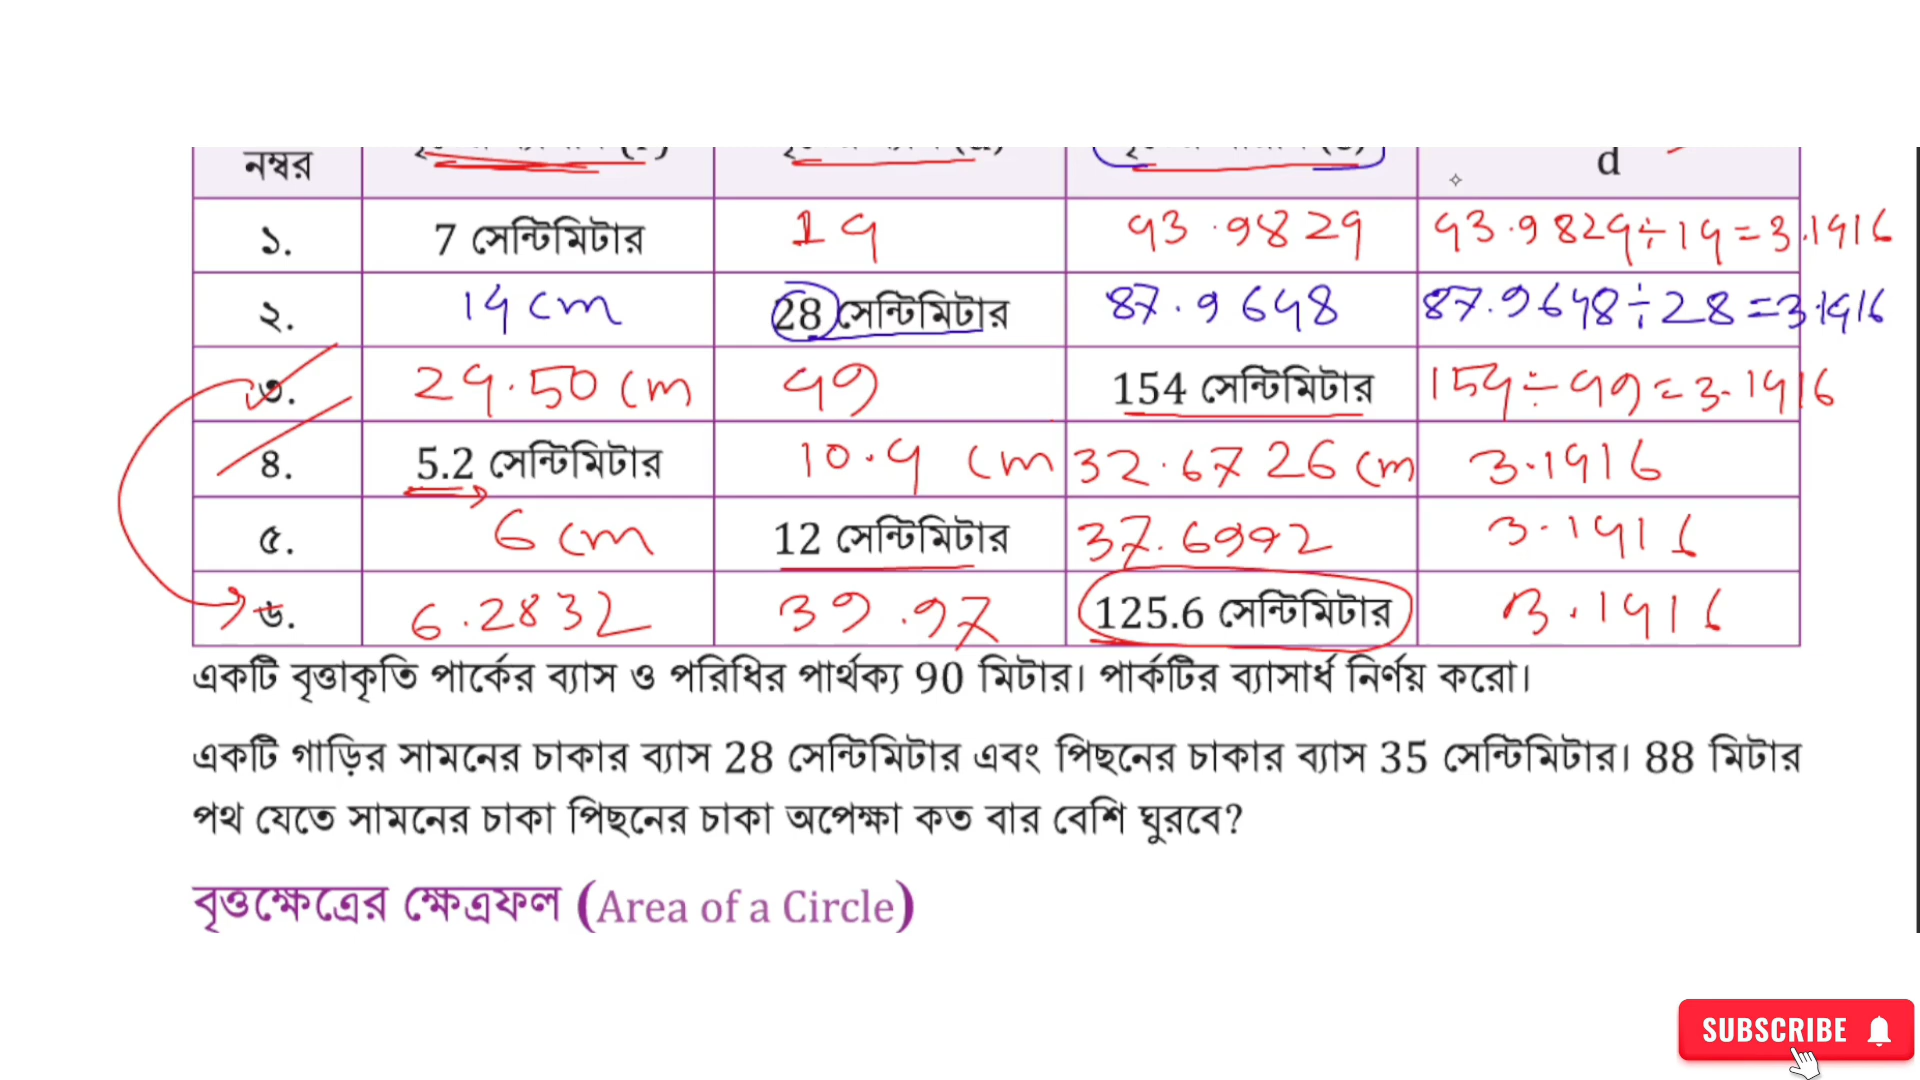 নম্বর d
১. 7 সেন্টিমিটার 14 43.9824 43.9824÷14=3.1416
২. 14 cm 28 সেন্টিমিটার 87.9648 87.9648÷28=3.1416
৩. 24.50 cm 49 154 সেন্টিমিটার 154÷49=3.1416
8. 5.2 সেন্টিমিটার 10.4 cm 32.6726 cm 3.1416
৫. 6 cm 12 সেন্টিমিটার 37.6992 3.1416
৬. 6.2832 39.97 125.6 সেন্টিমিটার 3.1416
একটি বৃত্তাকৃতি পার্কের ব্যাস ও পরিধির পার্থক্য 90 মিটার। পার্কটির ব্যাসার্ধ নির্ণয় করো।
একটি গাড়ির সামনের চাকার ব্যাস 28 সেন্টিমিটার এবং পিছনের চাকার ব্যাস 35 সেন্টিমিটার। 88 মিটার
পথ যেতে সামনের চাকা পিছনের চাকা অপেক্ষা কত বার বেশি ঘুরবে?
বৃত্তক্ষেত্রের ক্ষেত্রফল (Area of a Circle)
SUBSCRIBE